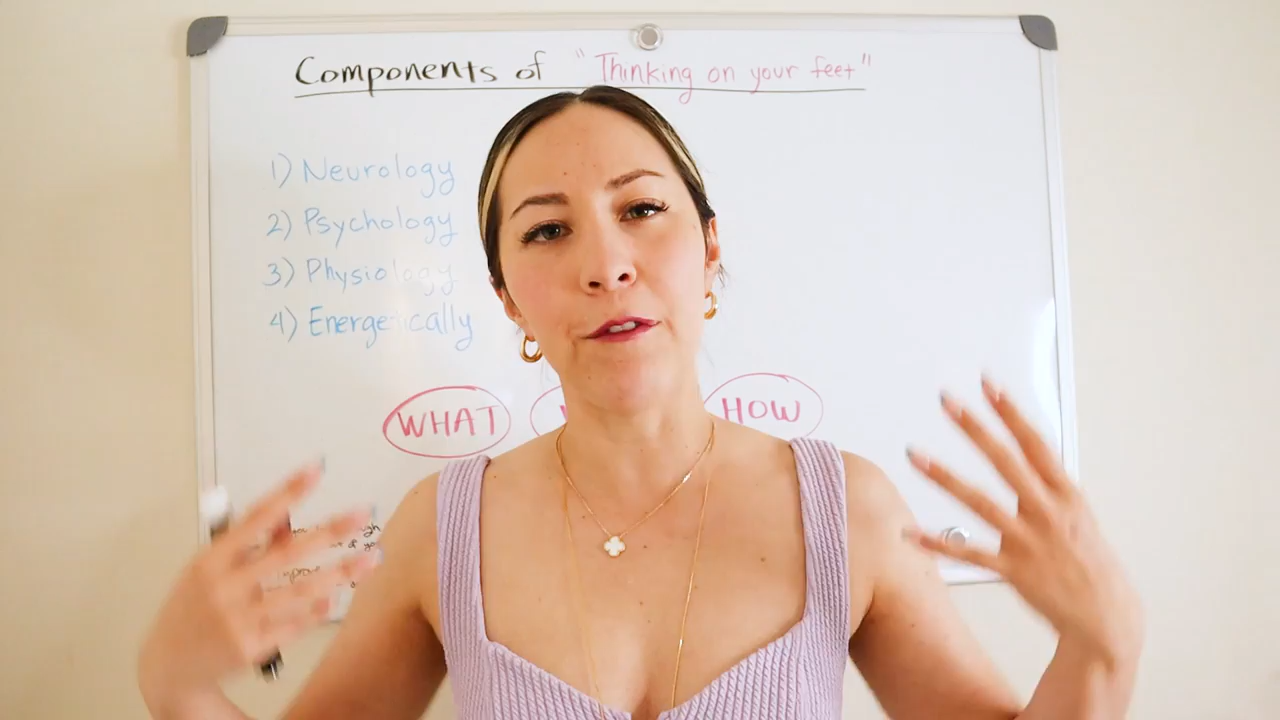 Components of "Thinking on your feet"
1) Neurology
2) Psychology
3) Physiology
4) Energetically
WHAT HOW